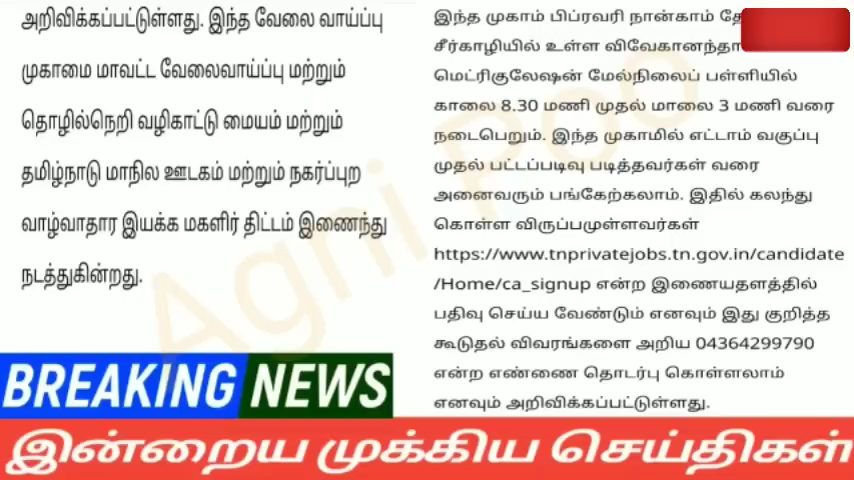 அறிவிக்கப்பட்டுள்ளது. இந்த வேலை வாய்ப்பு
முகாமை மாவட்ட வேலைவாய்ப்பு மற்றும்
தொழில்நெறி வழிகாட்டு மையம் மற்றும்
தமிழ்நாடு மாநில ஊடகம் மற்றும் நகர்ப்புற
வாழ்வாதார இயக்க மகளிர் திட்டம் இணைந்து
நடத்துகின்றது.
இந்த முகாம் பிப்ரவரி நான்காம்
சீர்காழியில் உள்ள விவேகானந்தா
மெட்ரிகுலேஷன் மேல்நிலைப் பள்ளியில்
காலை 8.30 மணி முதல் மாலை 3 மணி வரை
நடைபெறும். இந்த முகாமில் எட்டாம் வகுப்பு
முதல் பட்டப்படிவு படித்தவர்கள் வரை
அனைவரும் பங்கேற்கலாம். இதில் கலந்து
கொள்ள விருப்பமுள்ளவர்கள்
https://www.tnprivatejobs.tn.gov.in/candidate
/Home/ca_signup என்ற இணையதளத்தில்
பதிவு செய்ய வேண்டும் எனவும் இது குறித்த
கூடுதல் விவரங்களை அறிய 04364299790
என்ற எண்ணை தொடர்பு கொள்ளலாம்
எனவும் அறிவிக்கப்பட்டுள்ளது.
Agni Poo
BREAKING NEWS
இன்றைய முக்கிய செய்திகள்